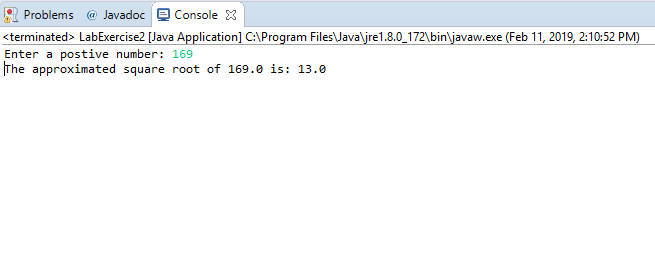 Problems @ Javadoc Console
<terminated> LabExercise2 [Java Application] C:\Program Files\Java\jre1.8.0_172\bin\javaw.exe (Feb 11, 2019, 2:10:52 PM)
Enter a postive number: 169
The approximated square root of 169.0 is: 13.0